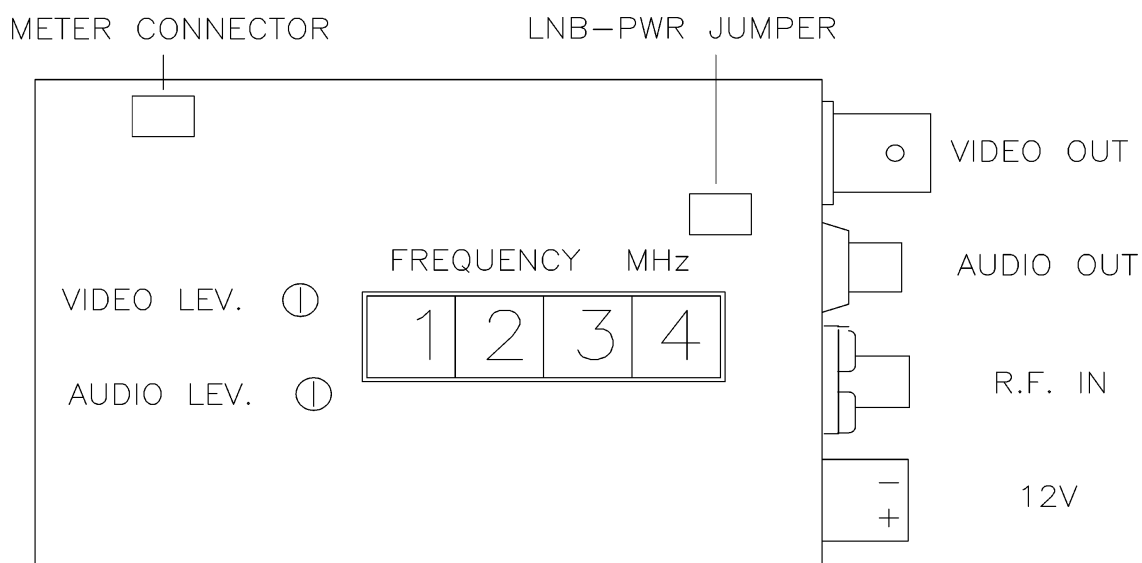 METER CONNECTOR
LNB-PWR JUMPER
VIDEO OUT
FREQUENCY MHz
AUDIO OUT
VIDEO LEV.
1 2 3 4
AUDIO LEV.
R.F. IN
-
+
12V